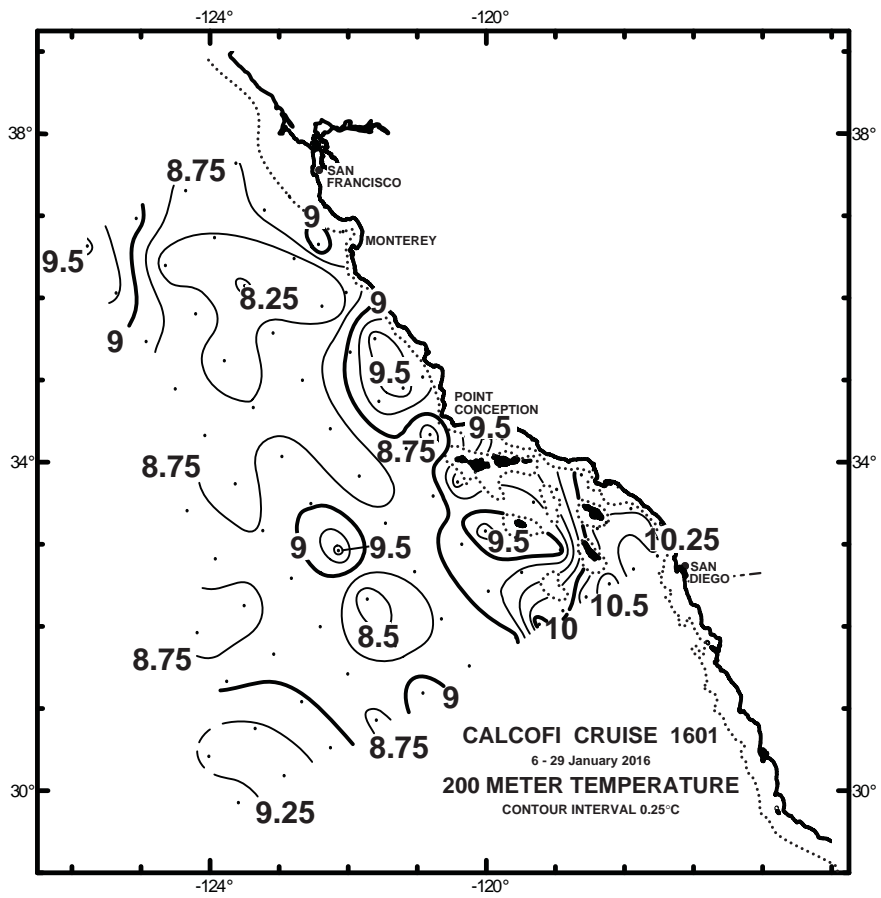 -124°
-120°
38°
38°
8.75
SAN
FRANCISCO
9
MONTEREY
9.5
8.25
9
9
9.5
POINT
CONCEPTION
9.5
8.75
34°
8.75
34°
9
9.5
9.5
10.25
SAN
DIEGO
10.5
8.5
10
8.75
9
CALCOFI CRUISE 1601
8.75
6 - 29 January 2016
200 METER TEMPERATURE
30°
30°
CONTOUR INTERVAL 0.25°C
9.25
-124°
-120°